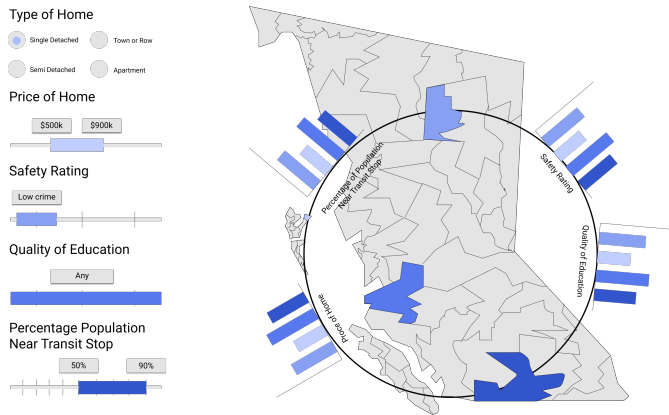 Type of Home
Single Detached
Town or Row
Semi Detached
Apartment
Price of Home
$500k
$900k
Safety Rating
Low crime
Quality of Education
Any
Percentage Population
Near Transit Stop
50%
90%
Percentage of Population
Near Transit Stop
Safety Rating
Quality of Education
Proce of Home